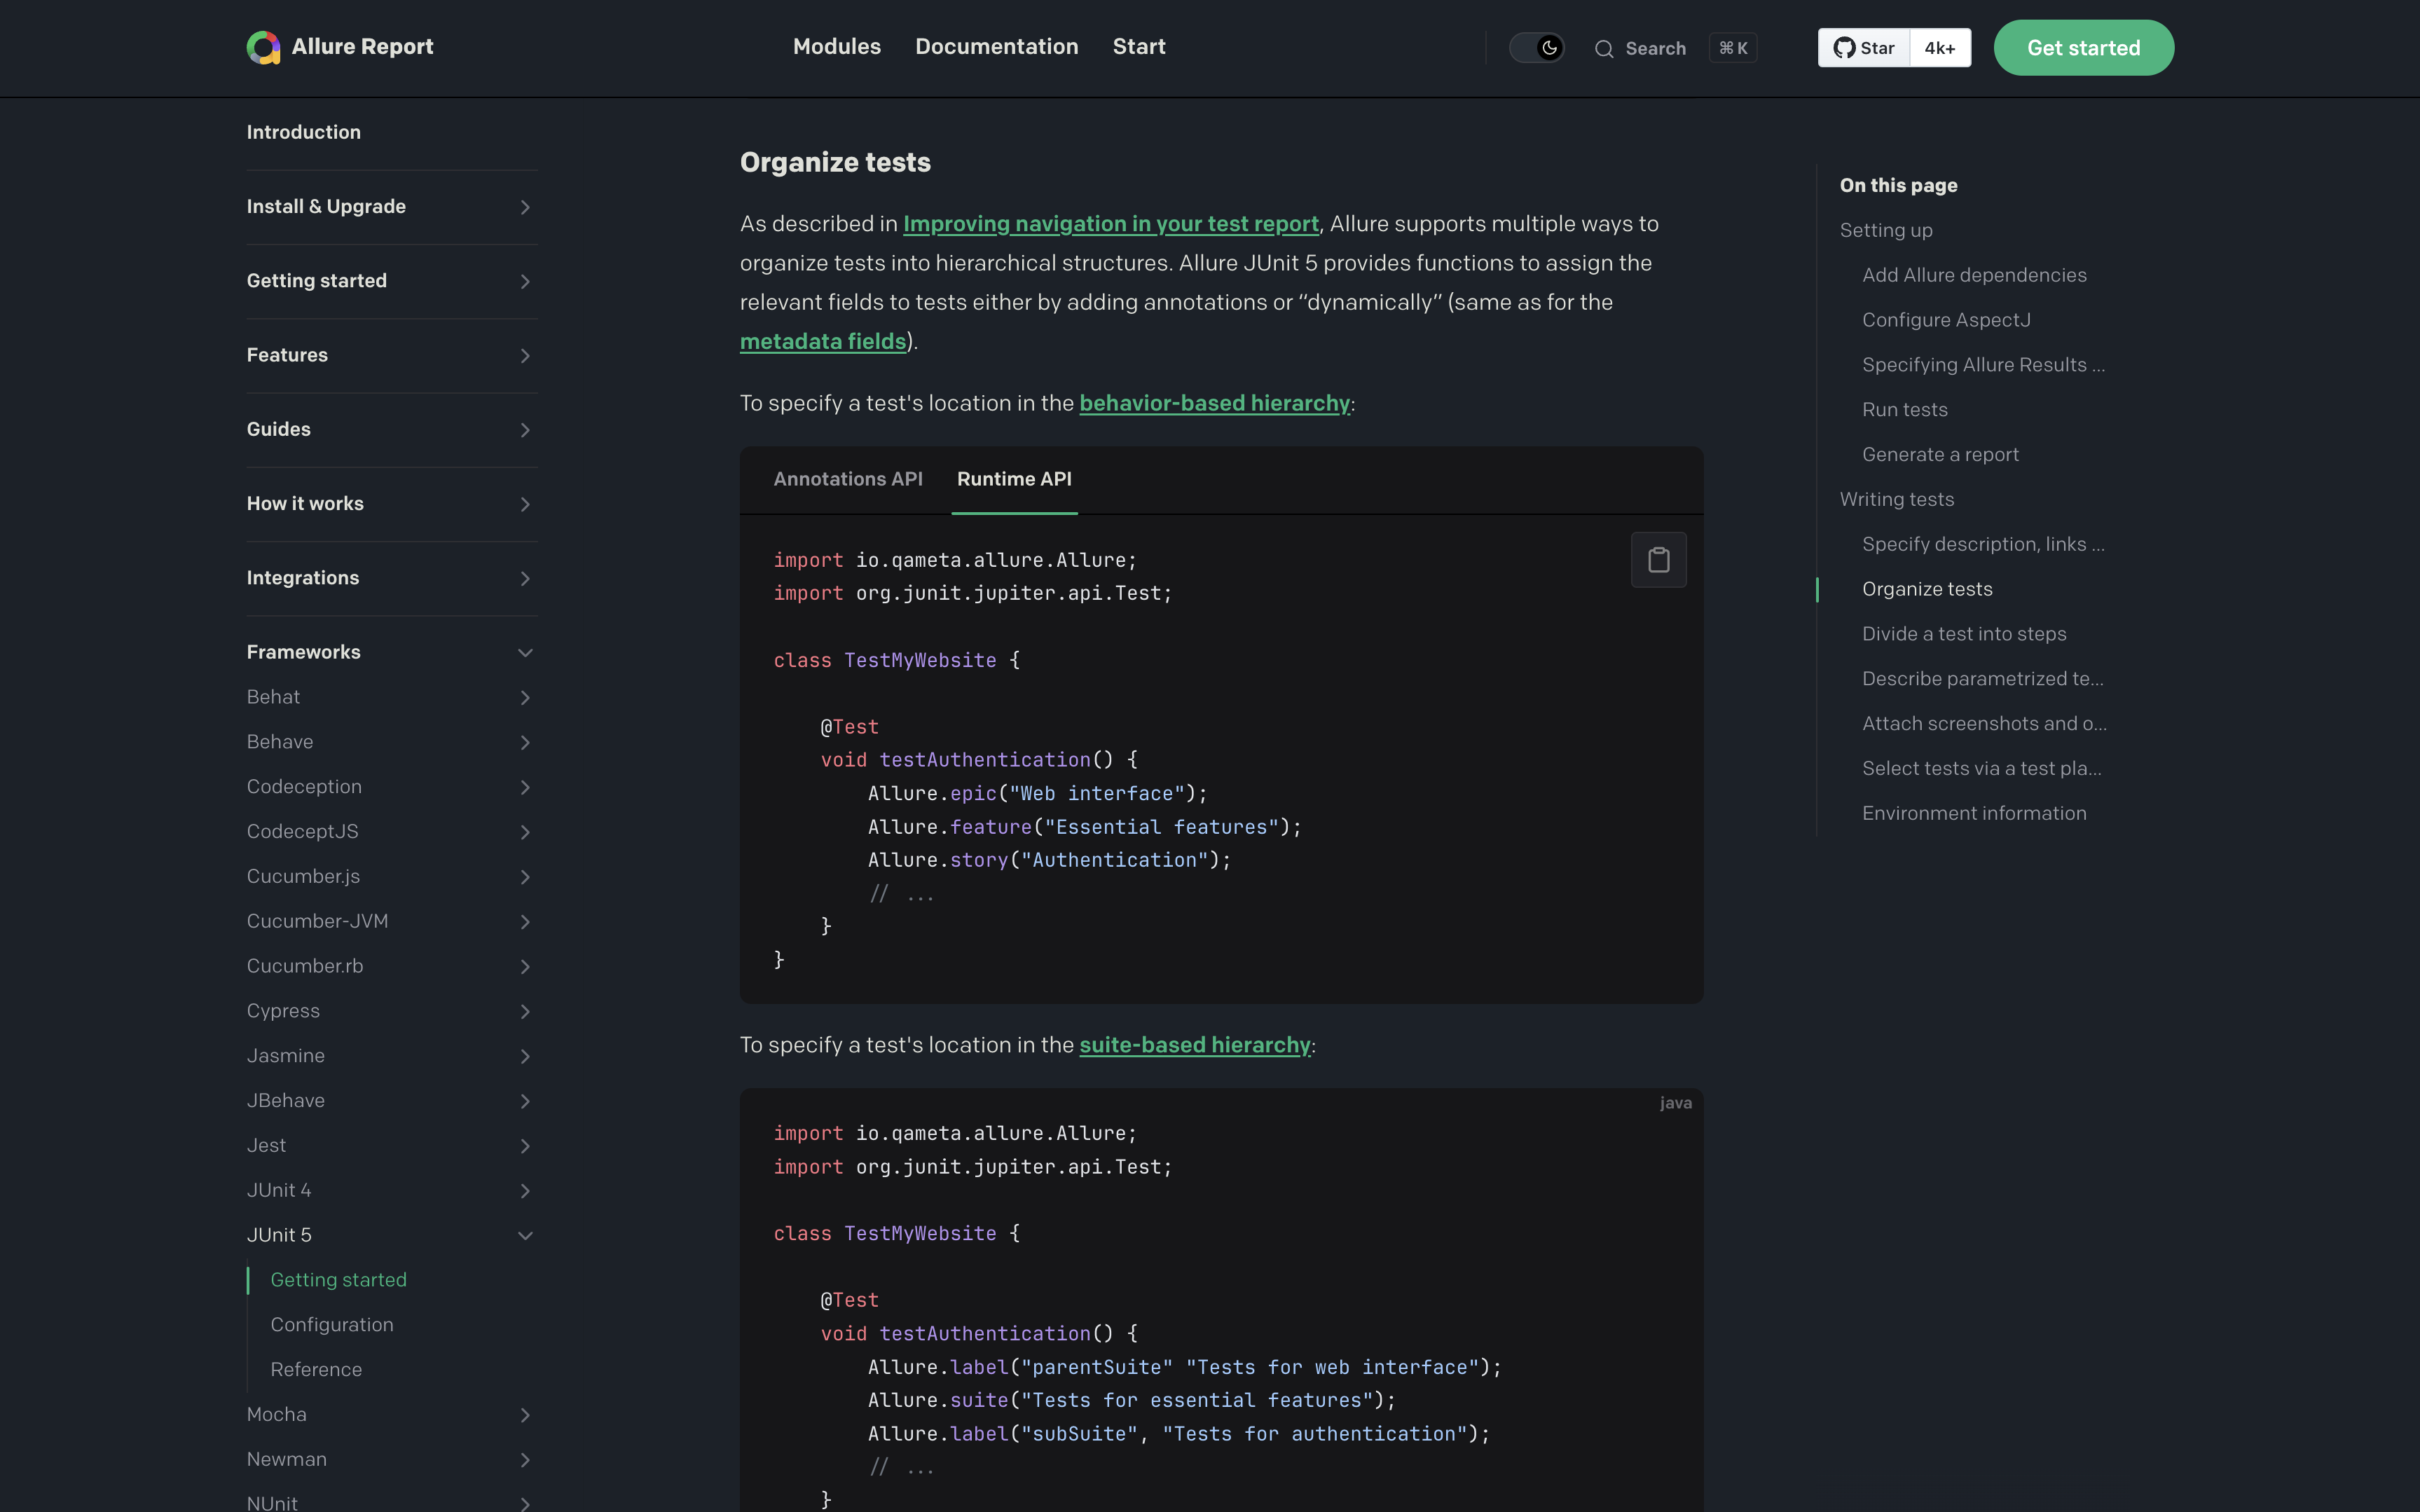 Allure Report
Modules
Documentation
Start
Search
⌘ K
Star
4k+
Get started
Introduction
Install & Upgrade
Getting started
Features
Guides
How it works
Integrations
Frameworks
Behat
Behave
Codeception
CodeceptJS
Cucumber.js
Cucumber-JVM
Cucumber.rb
Cypress
Jasmine
JBehave
Jest
JUnit 4
JUnit 5
Getting started
Configuration
Reference
Mocha
Newman
NUnit
Organize tests
As described in Improving navigation in your test report, Allure supports multiple ways to
organize tests into hierarchical structures. Allure JUnit 5 provides functions to assign the
relevant fields to tests either by adding annotations or “dynamically” (same as for the
metadata fields).
To specify a test's location in the behavior-based hierarchy:
Annotations API
Runtime API
import io.qameta.allure.Allure;
import org.junit.jupiter.api.Test;
class TestMyWebsite {
@Test
void testAuthentication() {
Allure.epic("Web interface");
Allure.feature("Essential features");
Allure.story("Authentication");
// ...
}
}
To specify a test's location in the suite-based hierarchy:
java
import io.qameta.allure.Allure;
import org.junit.jupiter.api.Test;
class TestMyWebsite {
@Test
void testAuthentication() {
Allure.label("parentSuite" "Tests for web interface");
Allure.suite("Tests for essential features");
Allure.label("subSuite", "Tests for authentication");
// ...
}
On this page
Setting up
Add Allure dependencies
Configure AspectJ
Specifying Allure Results ...
Run tests
Generate a report
Writing tests
Specify description, links ...
Organize tests
Divide a test into steps
Describe parametrized te...
Attach screenshots and o...
Select tests via a test pla...
Environment information